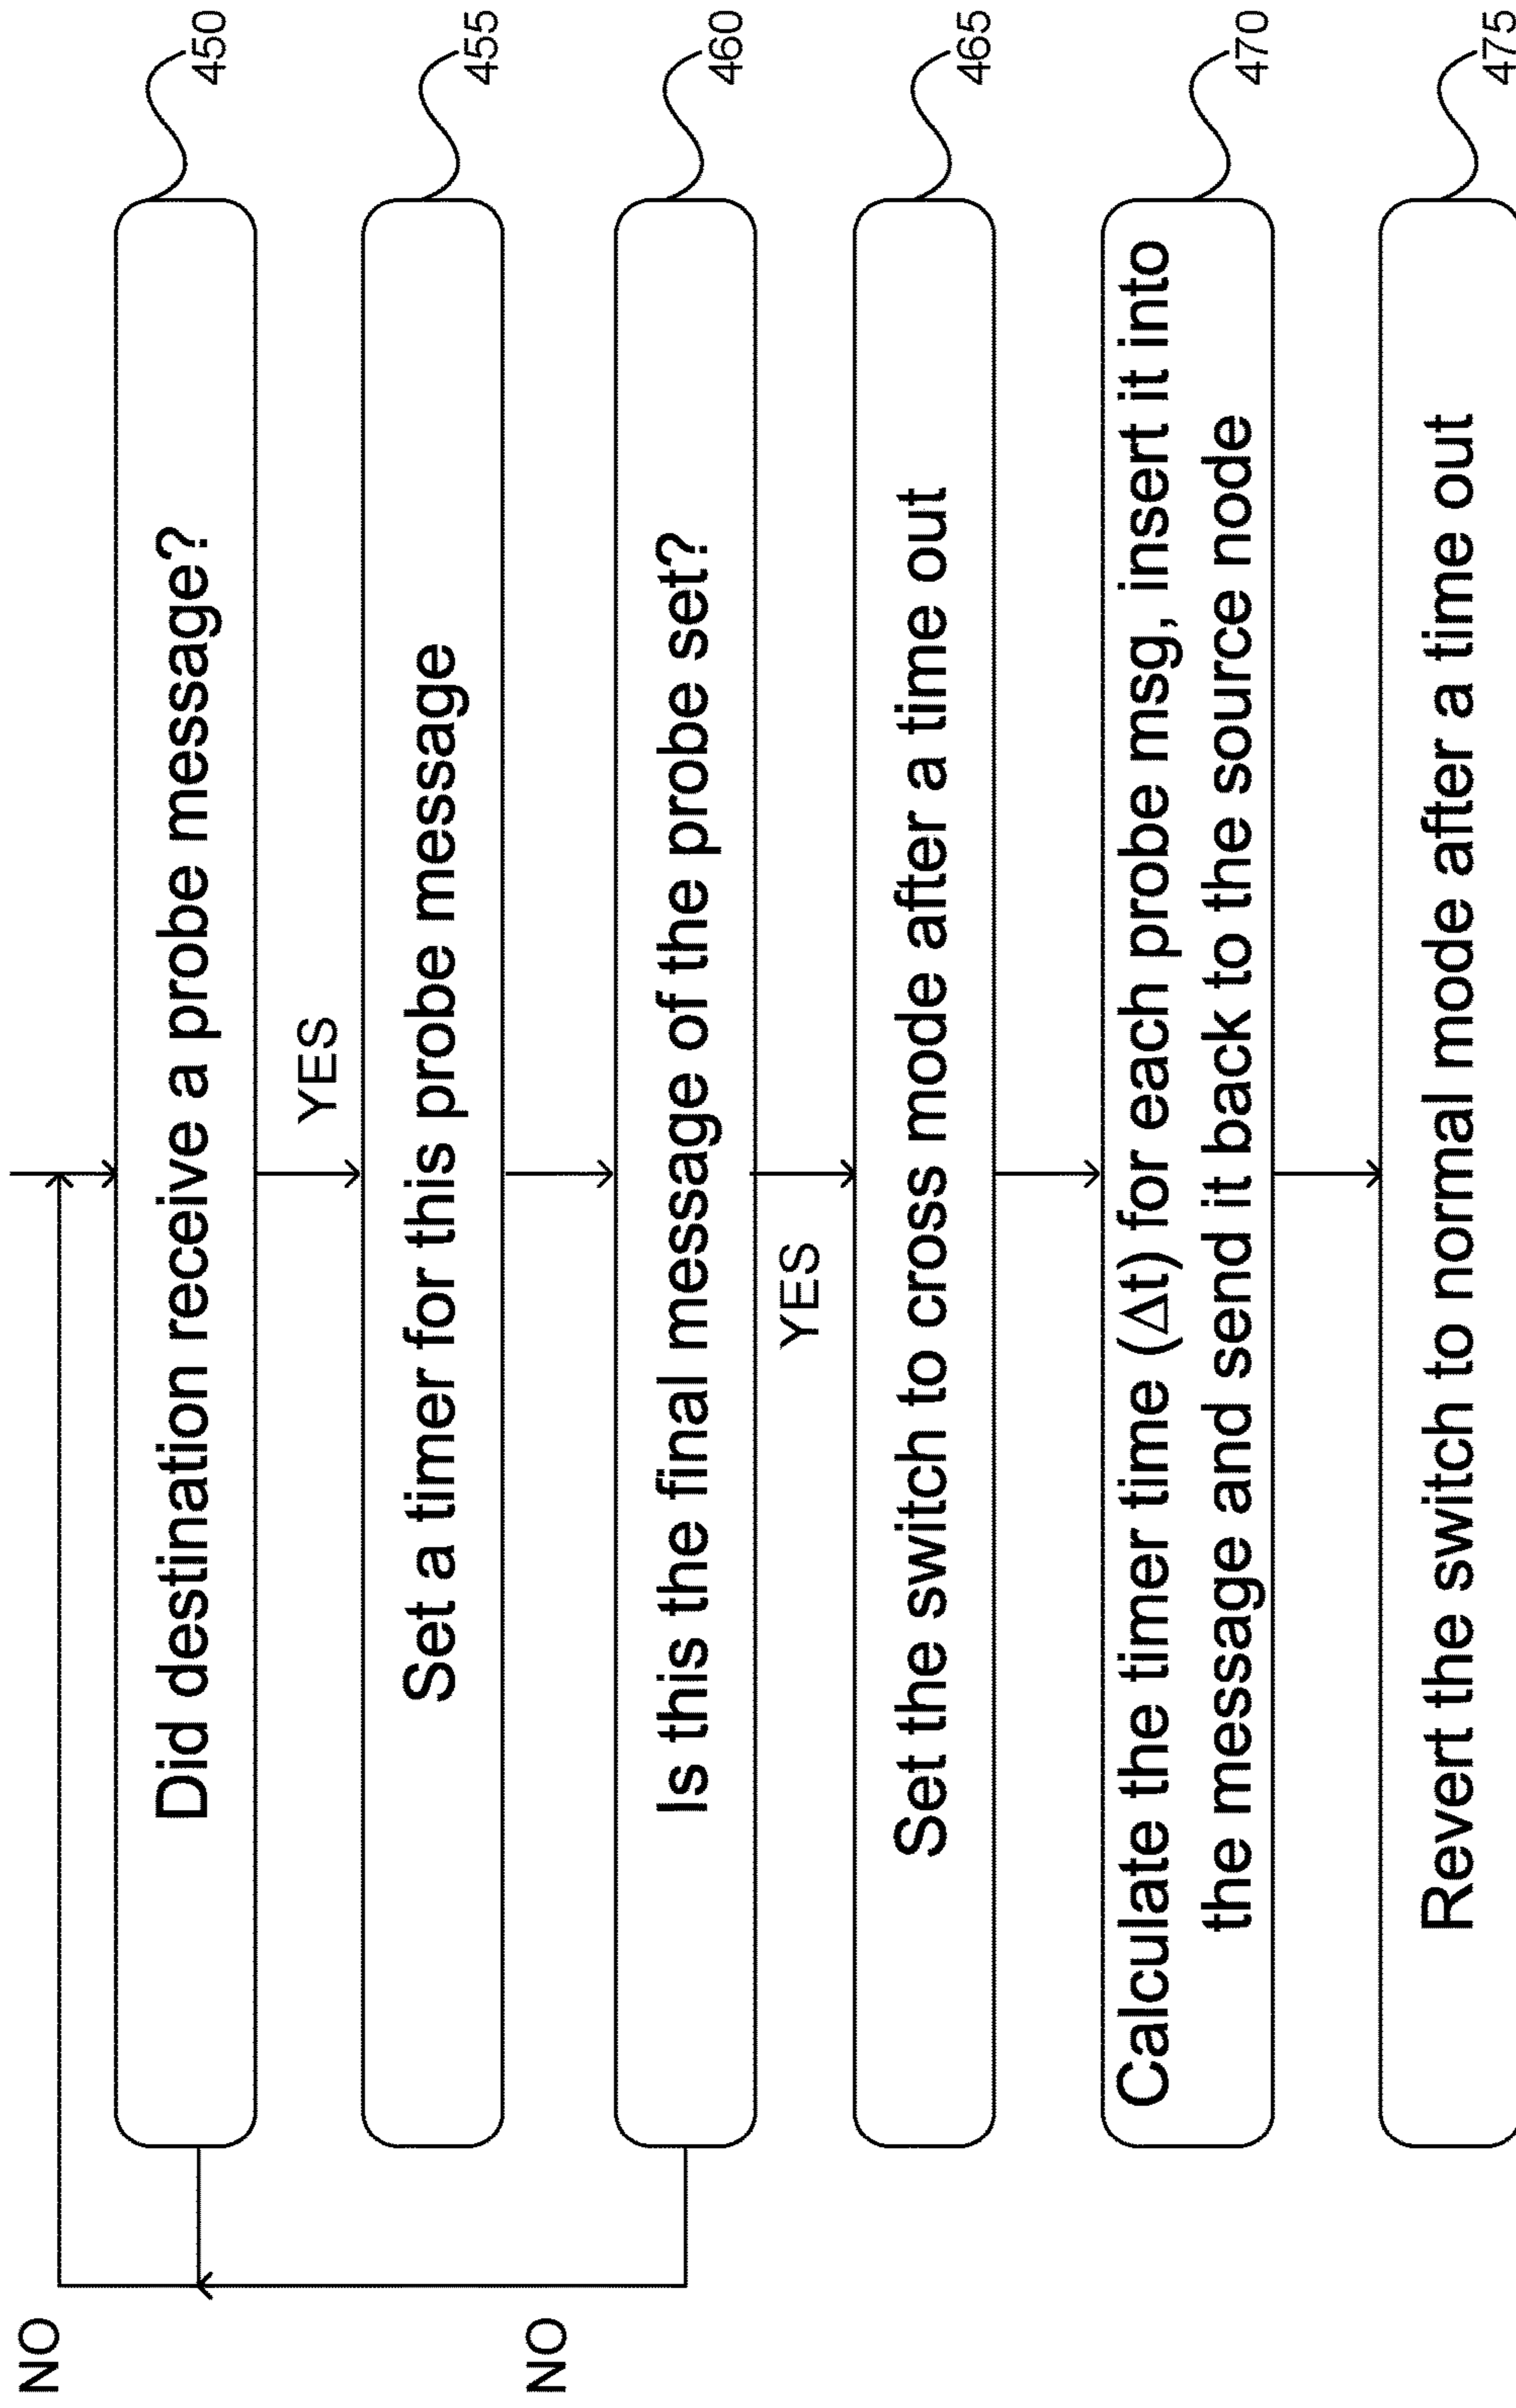 NO
Did destination receive a probe message?
450
YES
Set a timer for this probe message
455
NO
Is this the final message of the probe set?
460
YES
Set the switch to cross mode after a time out
465
Calculate the timer time (Δt) for each probe msg, insert it into
the message and send it back to the source node
470
Revert the switch to normal mode after a time out
475